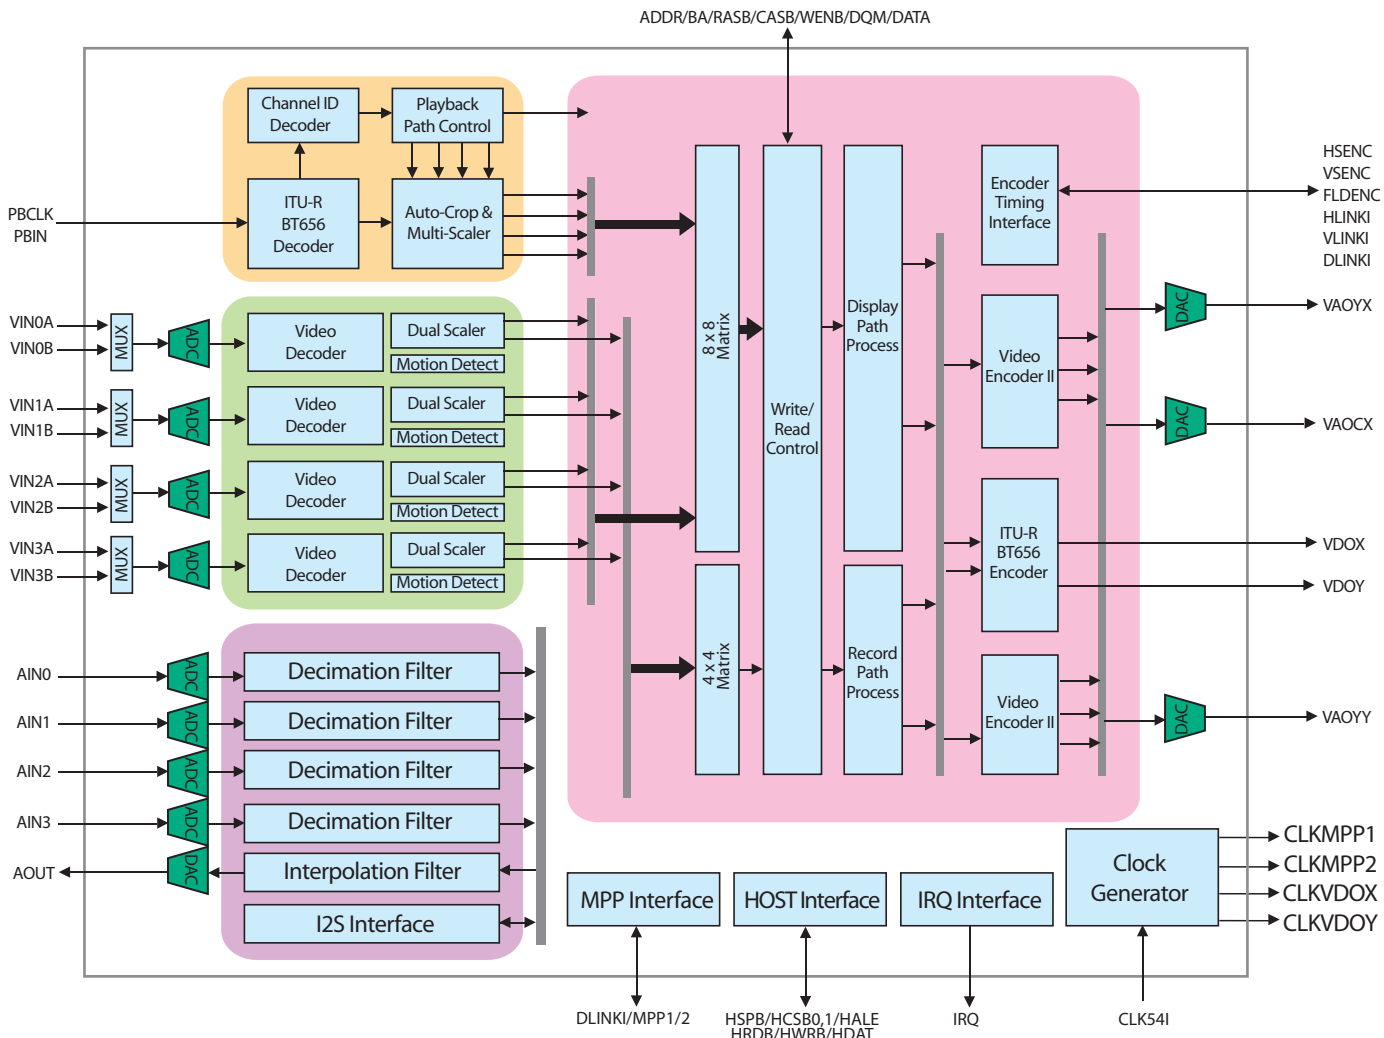 ADDR/BA/RASB/CASB/WENB/DQM/DATA
Channel ID
Decoder
Playback
Path Control
ITU-R
BT656
Decoder
Auto-Crop &
Multi-Scaler
PBCLK
PBIN
VIN0A
VIN0B
MUX
ADC
Video
Decoder
Dual Scaler
Motion Detect
VIN1A
VIN1B
MUX
ADC
Video
Decoder
Dual Scaler
Motion Detect
VIN2A
VIN2B
MUX
ADC
Video
Decoder
Dual Scaler
Motion Detect
VIN3A
VIN3B
MUX
ADC
Video
Decoder
Dual Scaler
Motion Detect
8 x 8
Matrix
4 x 4
Matrix
Write/
Read
Control
Display
Path
Process
Record
Path
Process
Encoder
Timing
Interface
Video
Encoder II
ITU-R
BT656
Encoder
Video
Encoder II
HSENC
VSENC
FLDENC
HLINKI
VLINKI
DLINKI
DAC
VAOYX
DAC
VAOCX
VDOX
VDOY
DAC
VAOYY
AIN0
ADC
Decimation Filter
AIN1
ADC
Decimation Filter
AIN2
ADC
Decimation Filter
AIN3
ADC
Decimation Filter
AOUT
DAC
Interpolation Filter
I2S Interface
MPP Interface
HOST Interface
IRQ Interface
Clock
Generator
CLKMPP1
CLKMPP2
CLKVDOX
CLKVDOY
DLINKI/MPP1/2
HSPB/HCSB0,1/HALE
HRDB/HWRB/HDAT
IRQ
CLK54I